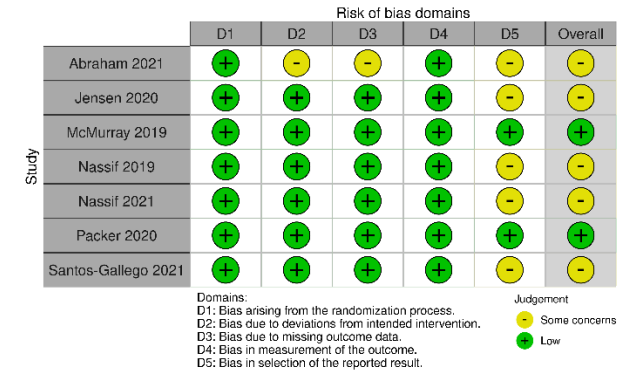 Risk of bias domains
D1 D2 D3 D4 D5 Overall
Study
Abraham 2021 + - - + - -
Jensen 2020 + + + + - -
McMurray 2019 + + + + + +
Nassif 2019 + + + + - -
Nassif 2021 + + + + - -
Packer 2020 + + + + + +
Santos-Gallego 2021 + + + + - -
Domains:
D1: Bias arising from the randomization process.
D2: Bias due to deviations from intended intervention.
D3: Bias due to missing outcome data.
D4: Bias in measurement of the outcome.
D5: Bias in selection of the reported result.
Judgement
- Some concerns
+ Low